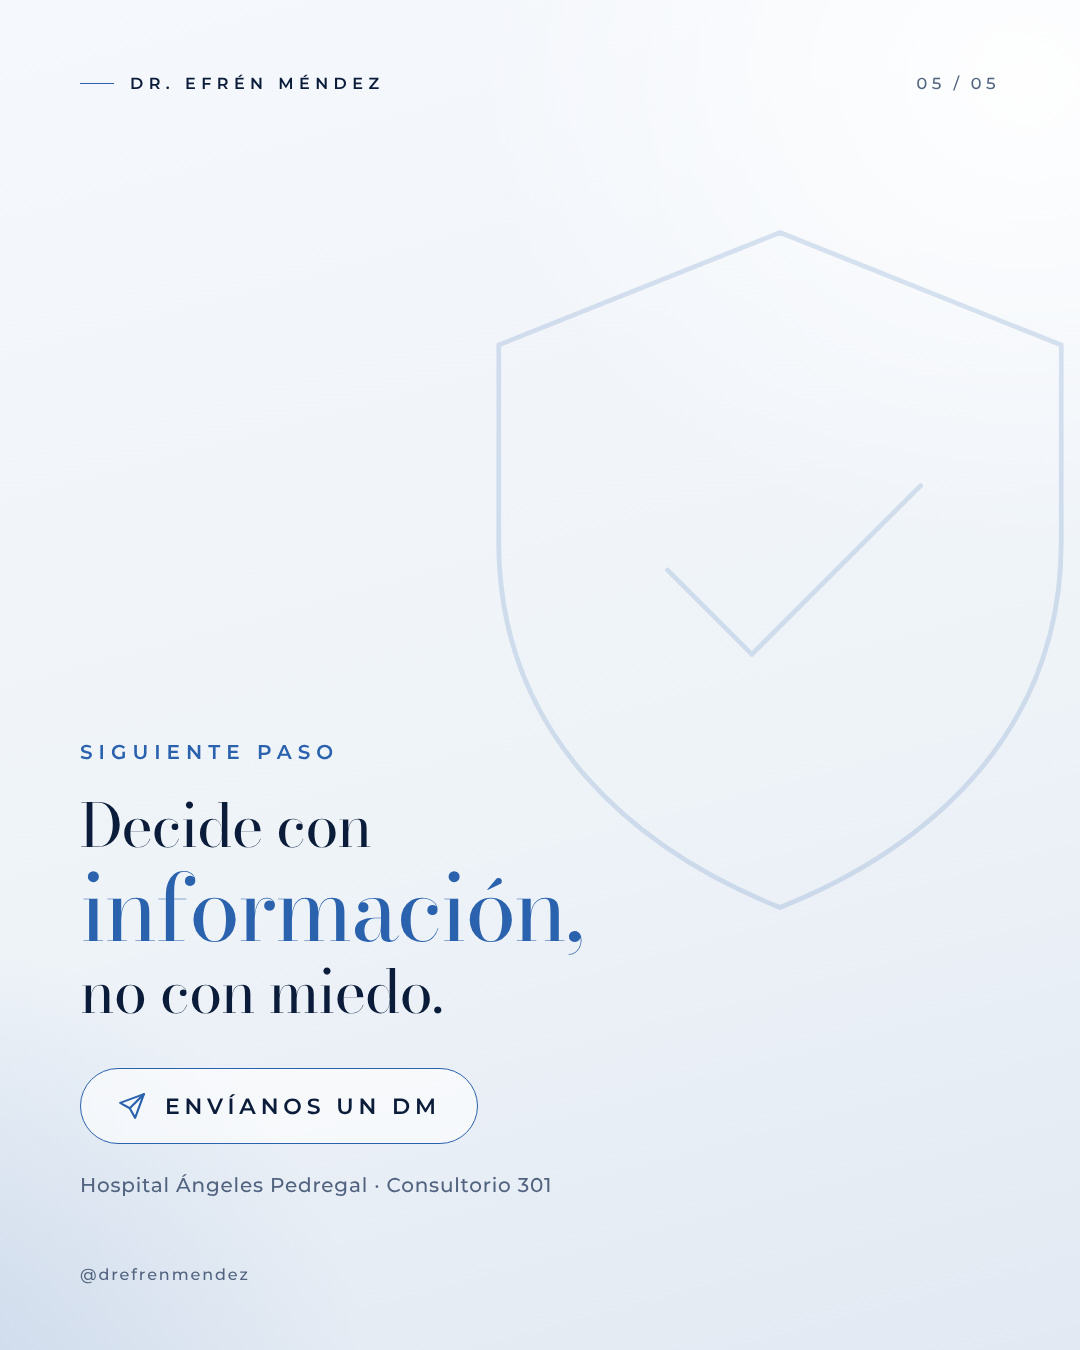 DR. EFRÉN MÉNDEZ
05 / 05
SIGUIENTE PASO
Decide con
información,
no con miedo.
ENVÍANOS UN DM
Hospital Ángeles Pedregal · Consultorio 301
@drefrenmendez